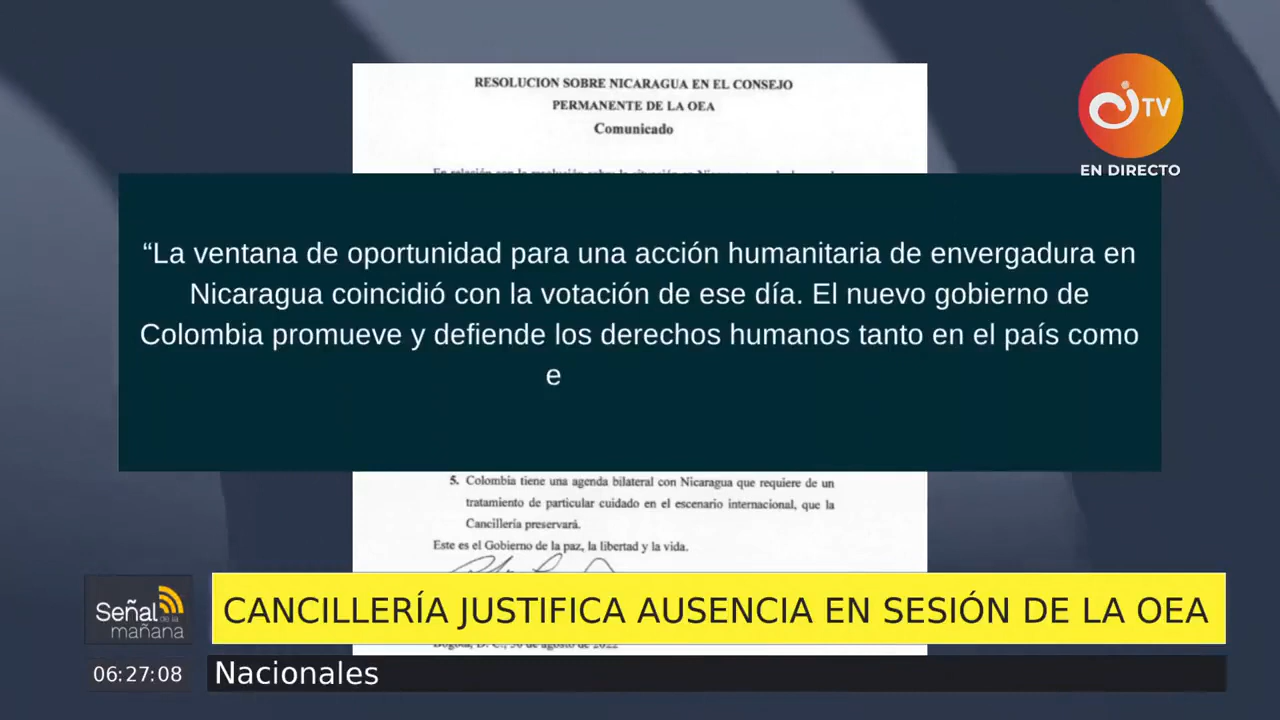 RESOLUCION SOBRE NICARAGUA EN EL CONSEJO
PERMANENTE DE LA OEA
Comunicado
TV
EN DIRECTO
“La ventana de oportunidad para una acción humanitaria de envergadura en
Nicaragua coincidió con la votación de ese día. El nuevo gobierno de
Colombia promueve y defiende los derechos humanos tanto en el país como
e
5. Colombia tiene una agenda bilateral con Nicaragua que requiere de un
tratamiento de particular cuidado en el escenario internacional, que la
Cancillería preservará.
Este es el Gobierno de la paz, la libertad y la vida.
Señal de la
mañana
CANCILLERÍA JUSTIFICA AUSENCIA EN SESIÓN DE LA OEA
06:27:08
Nacionales